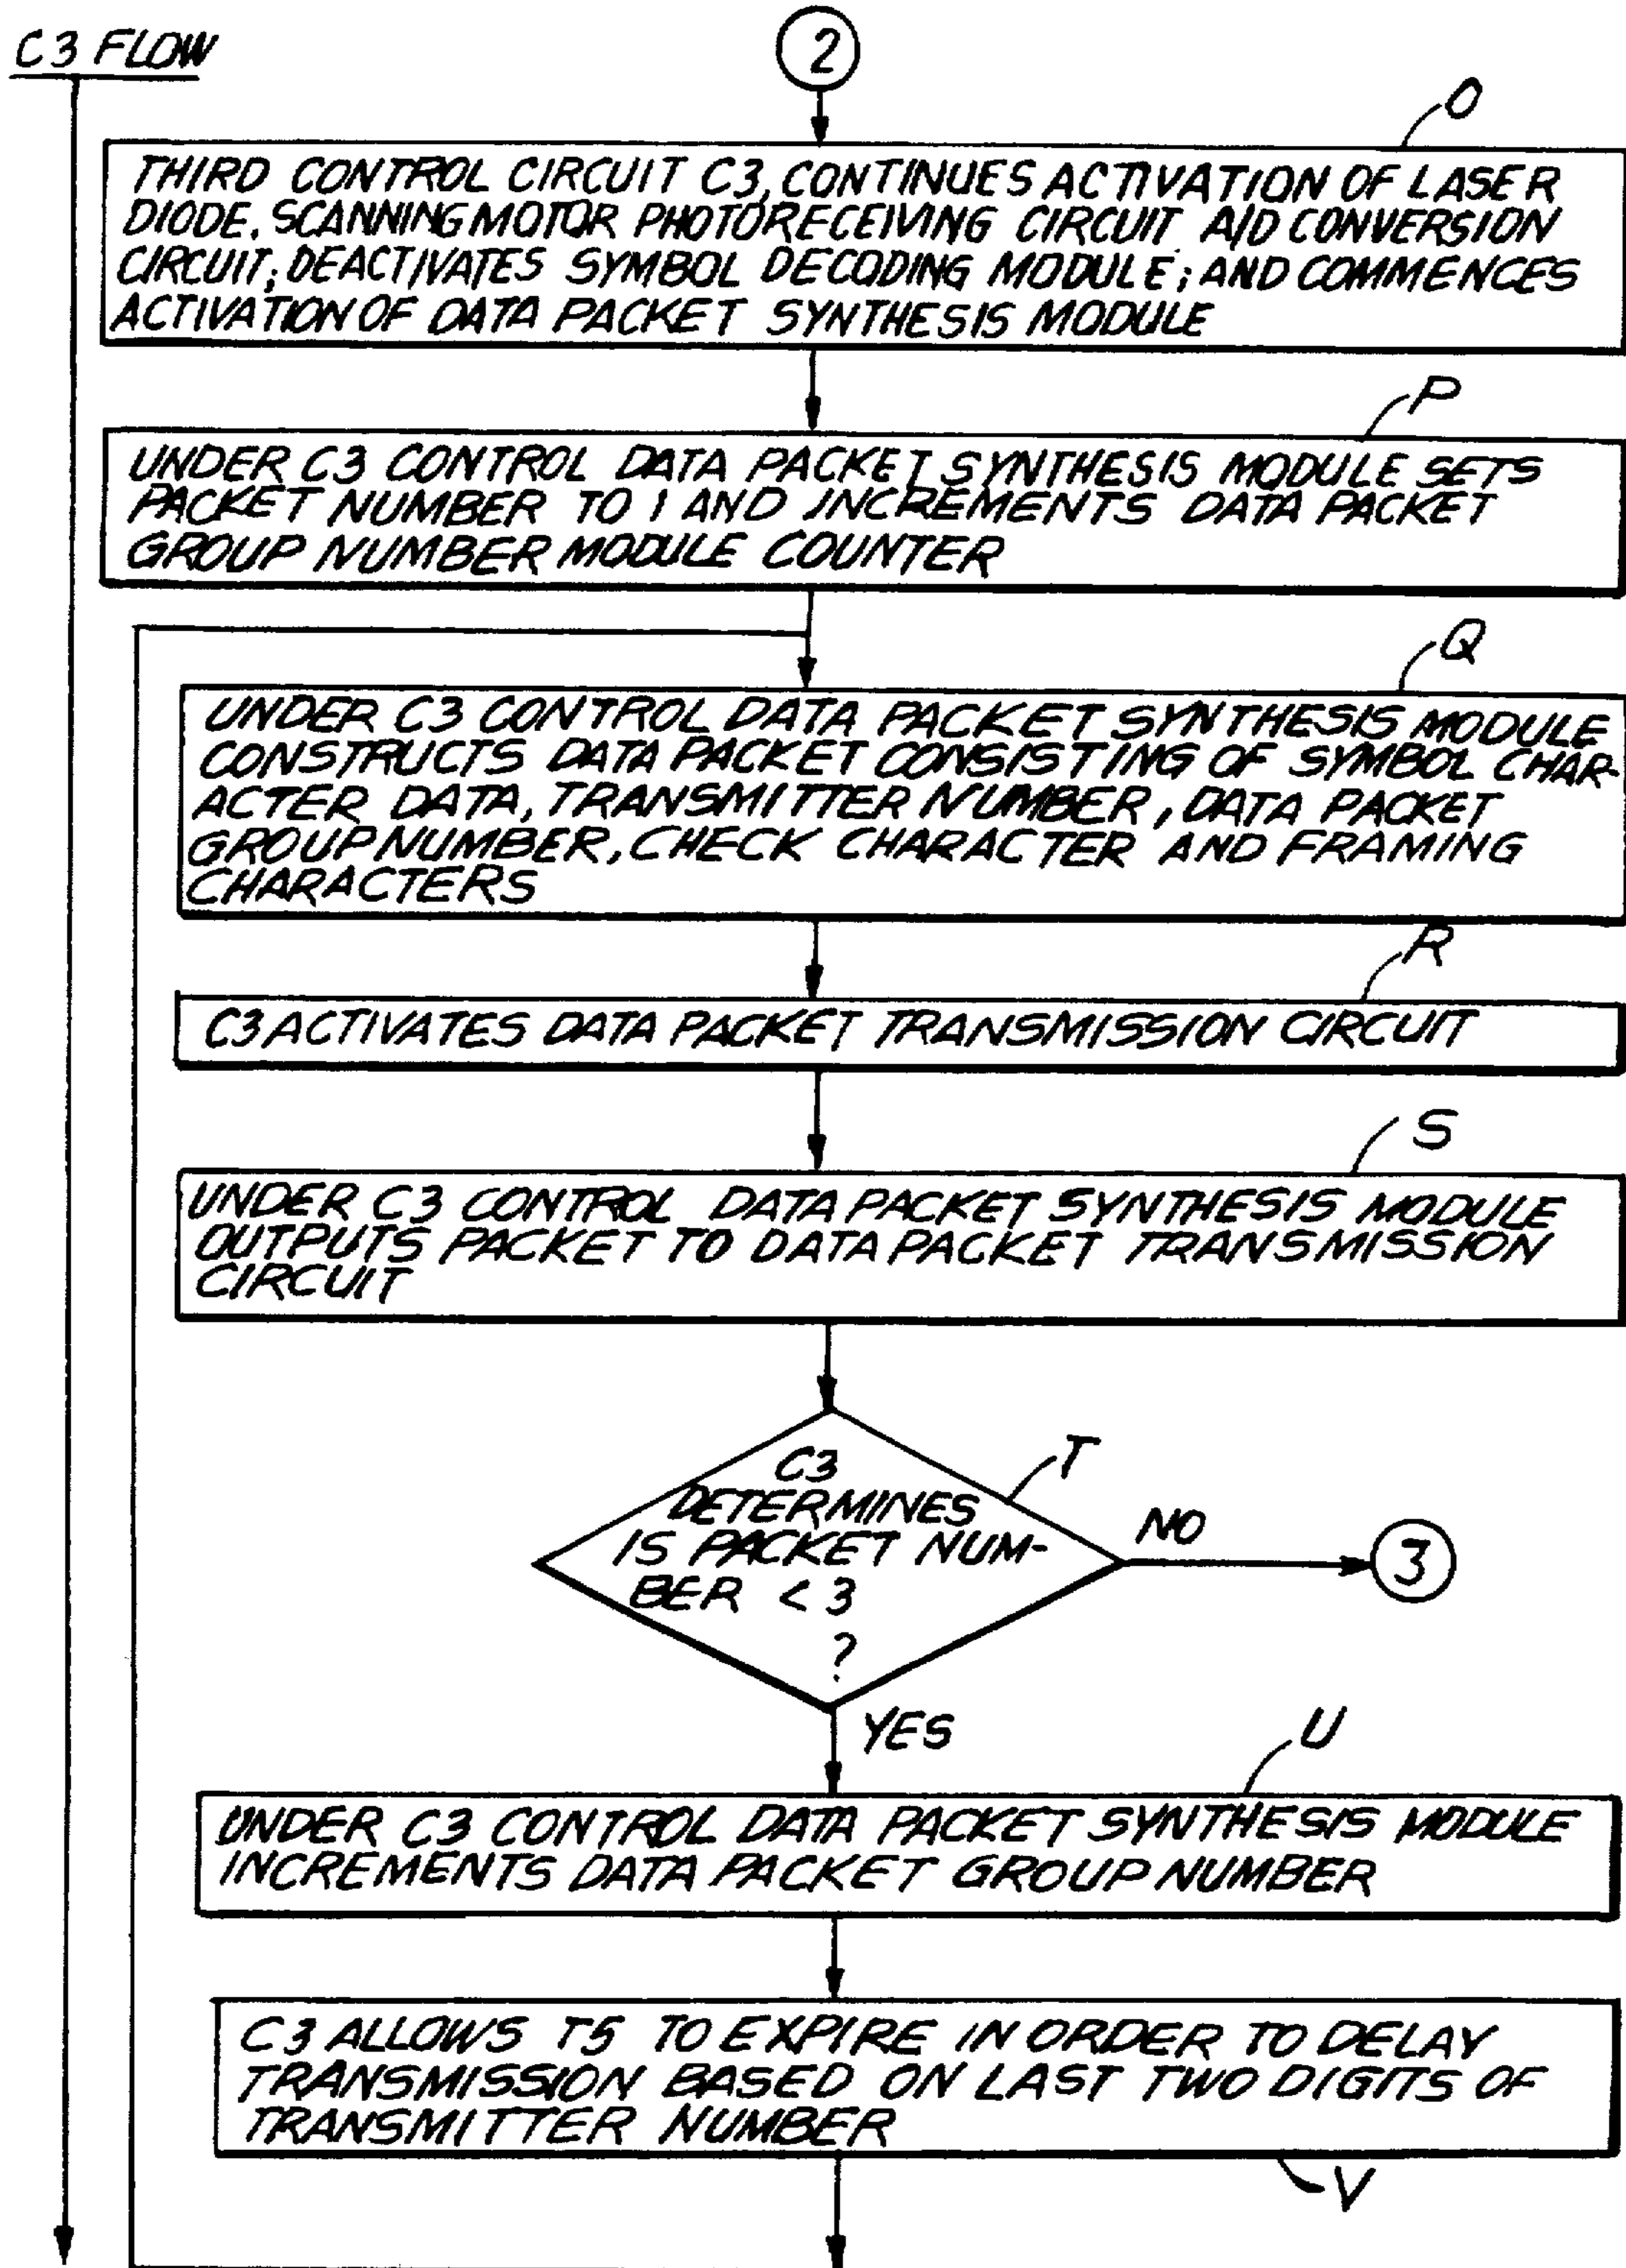 C3 FLOW
2
O
THIRD CONTROL CIRCUIT C3, CONTINUES ACTIVATION OF LASER
DIODE. SCANNING MOTOR PHOTORECEIVING CIRCUIT A/D CONVERSION
CIRCUIT; DEACTIVATES SYMBOL DECODING MODULE; AND COMMENCES
ACTIVATION OF DATA PACKET SYNTHESIS MODULE
P
UNDER C3 CONTROL DATA PACKET SYNTHESIS MODULE SETS
PACKET NUMBER TO 1 AND INCREMENTS DATA PACKET
GROUP NUMBER MODULE COUNTER
Q
UNDER C3 CONTROL DATA PACKET SYNTHESIS MODULE
CONSTRUCTS DATA PACKET CONSISTING OF SYMBOL CHAR-
ACTER DATA, TRANSMITTER NUMBER, DATA PACKET
GROUP NUMBER, CHECK CHARACTER AND FRAMING
CHARACTERS
R
C3 ACTIVATES DATA PACKET TRANSMISSION CIRCUIT
S
UNDER C3 CONTROL DATA PACKET SYNTHESIS MODULE
OUTPUTS PACKET TO DATA PACKET TRANSMISSION
CIRCUIT
T
C3
DETERMINES
IS PACKET NUM-
BER < 3
?
NO
3
YES
U
UNDER C3 CONTROL DATA PACKET SYNTHESIS MODULE
INCREMENTS DATA PACKET GROUP NUMBER
C3 ALLOWS T5 TO EXPIRE IN ORDER TO DELAY
TRANSMISSION BASED ON LAST TWO DIGITS OF
TRANSMITTER NUMBER
V